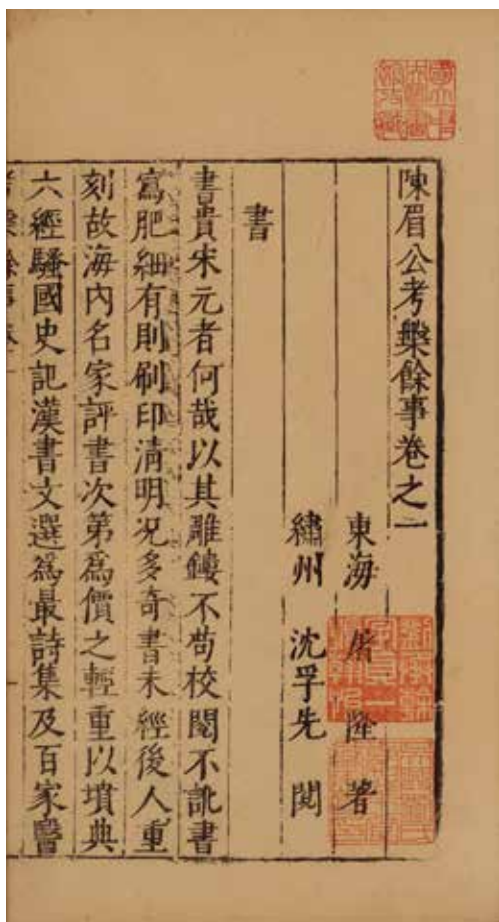 陳眉公考槃餘事卷之一
東海 屠 隆 著
繡州 沈孚先 閱
書
書貴宋元者何哉以其雕鏤不苟校閱不訛書
寫肥細有則刷印清明况多奇書未經後人重
刻故海內名家評書次第爲價之輕重以墳典
六經騷國史記漢書文選爲最詩集及百家醫